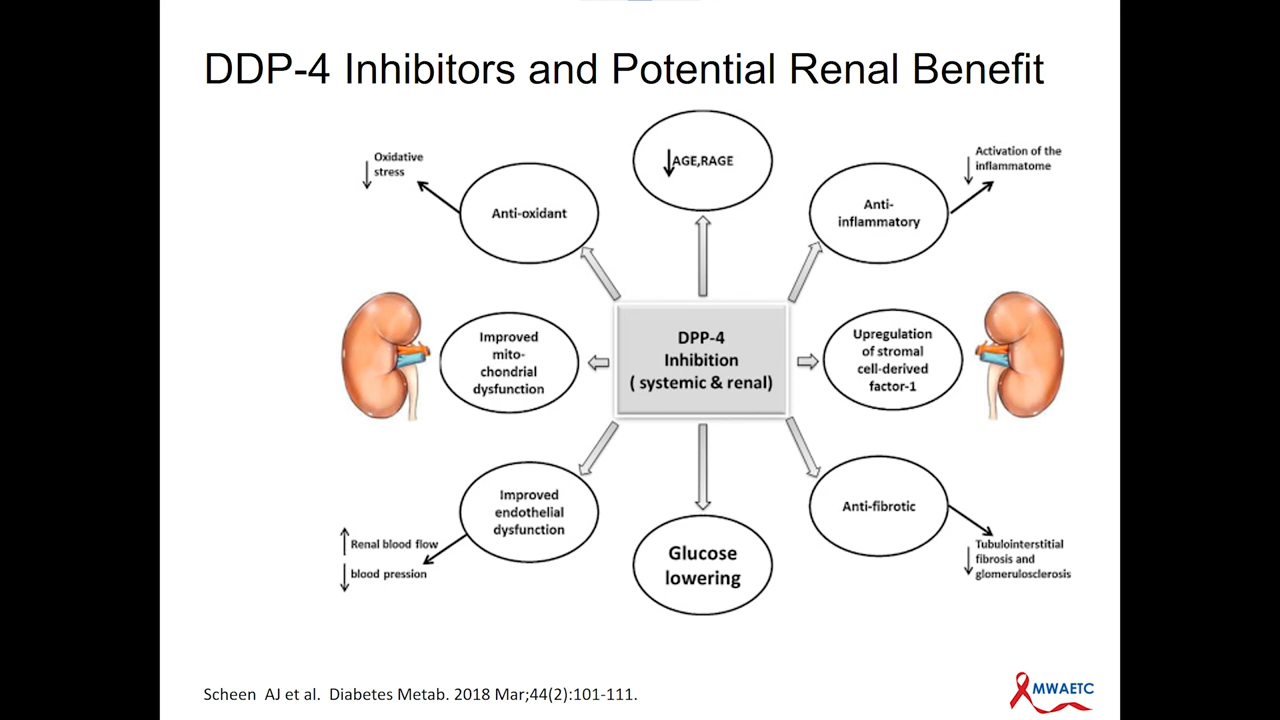 DDP-4 Inhibitors and Potential Renal Benefit
Oxidative
stress
Anti-oxidant
AGE,RAGE
Anti-
inflammatory
Activation of the
inflammatome
Improved
mito-
chondrial
dysfunction
DPP-4
Inhibition
( systemic & renal)
Upregulation
of stromal
cell-derived
factor-1
Improved
endothelial
dysfunction
Renal blood flow
blood pression
Glucose
lowering
Anti-fibrotic
Tubulointerstitial
fibrosis and
glomerulosclerosis
Scheen AJ et al. Diabetes Metab. 2018 Mar;44(2):101-111.
MWAETC